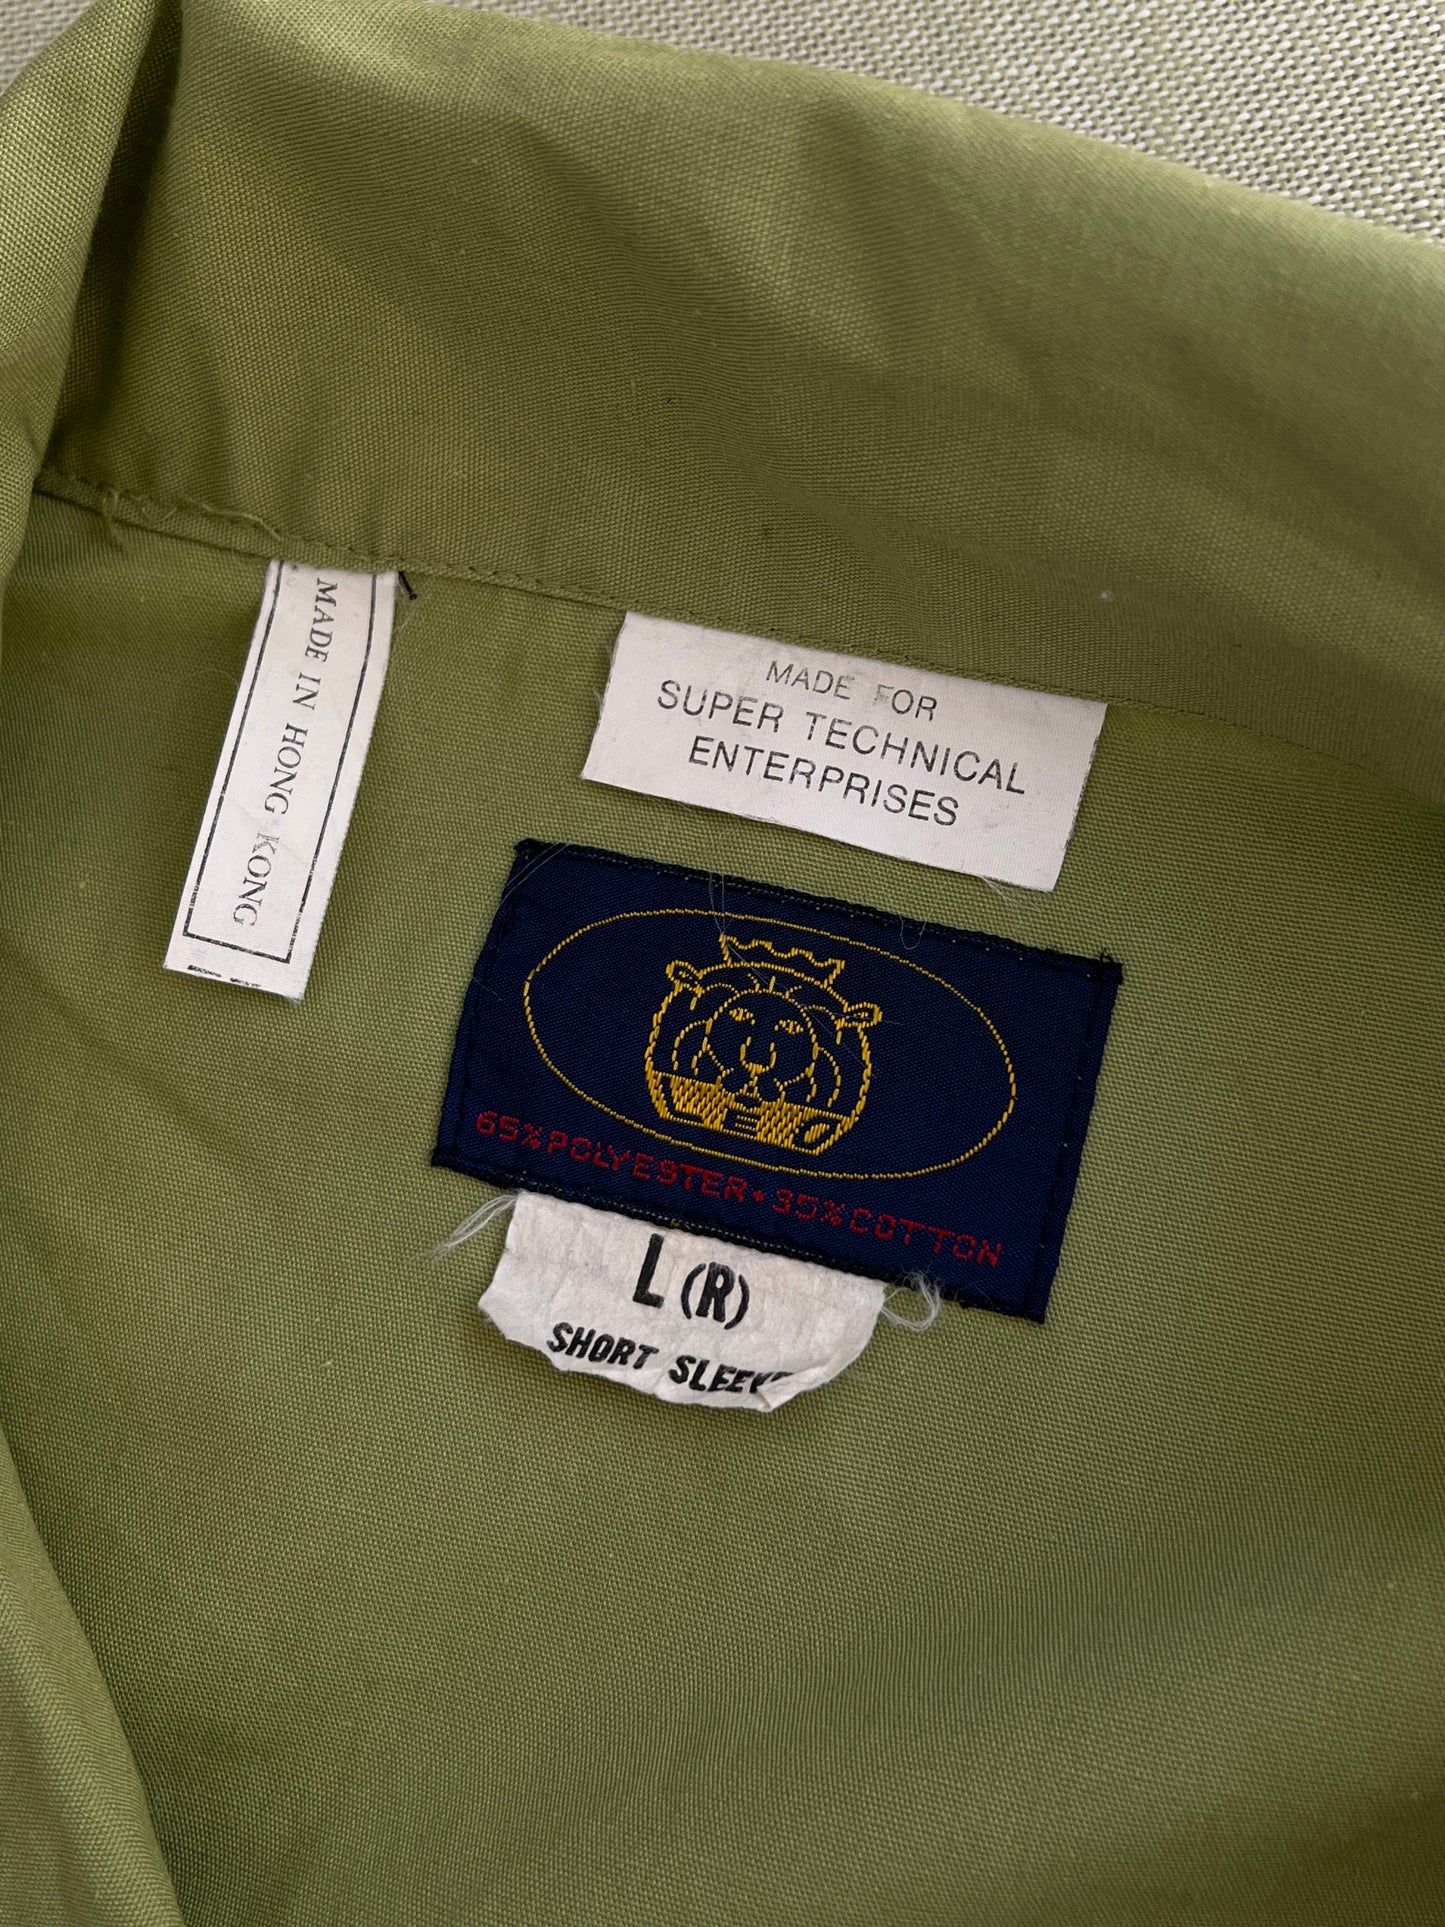 MADE IN HONG KONG
MADE FOR
SUPER TECHNICAL
ENTERPRISES
65% POLYESTER • 35% COTTON
L (R)
SHORT SLEEVE